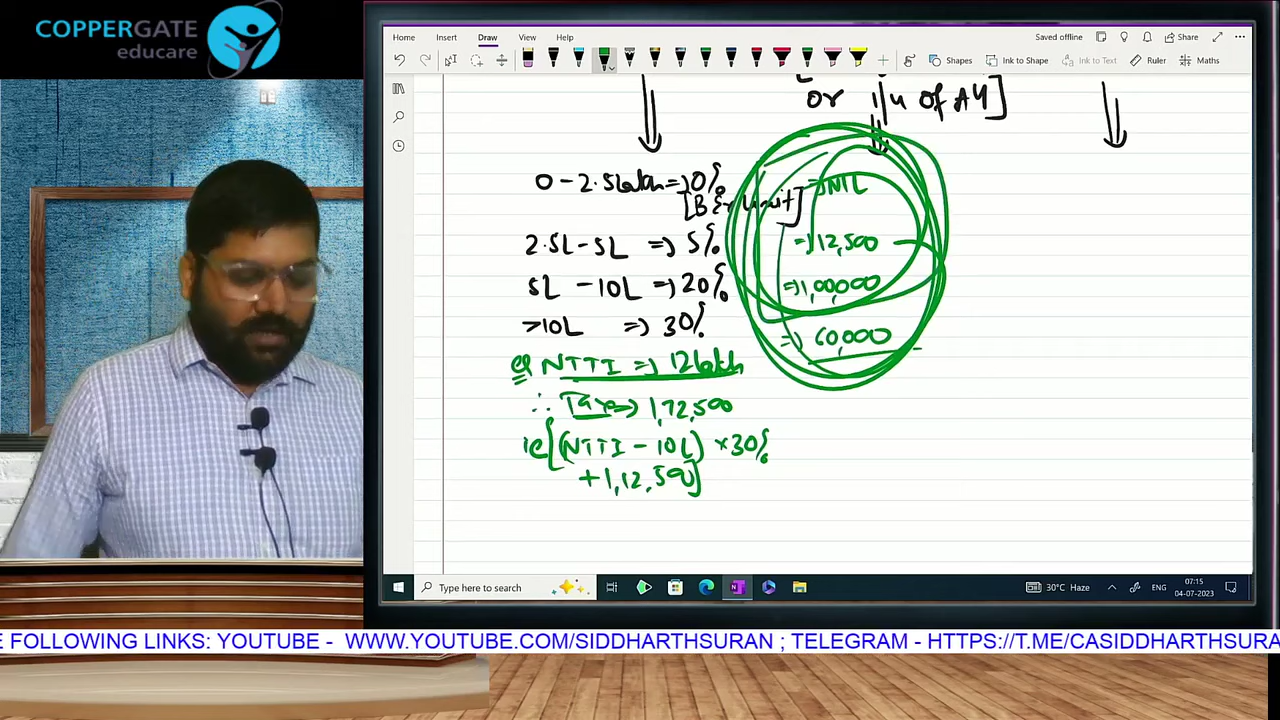 COPPERGATE
educare
Home Insert Draw View Help
Saved offline
Share
Shapes
Ink to Shape
Ink to Text
Ruler
Maths
or 1/4 of AY]
0 - 2.5Lakh => 0% => NIL
Limit]
2.5L - 5L => 5% => 12,500
5L - 10L => 20% => 1,00,000
>10L => 30% => 60,000
eg NTTI => 12 lakh
∴ Tax => 1,72,500
ie [(NTTI - 10L) × 30%
+ 1,12,500]
Type here to search
30°C Haze
ENG
07:15
04-07-2023
E FOLLOWING LINKS: YOUTUBE - WWW.YOUTUBE.COM/SIDDHARTHSURAN ; TELEGRAM - HTTPS://T.ME/CASIDDHARTHSURA